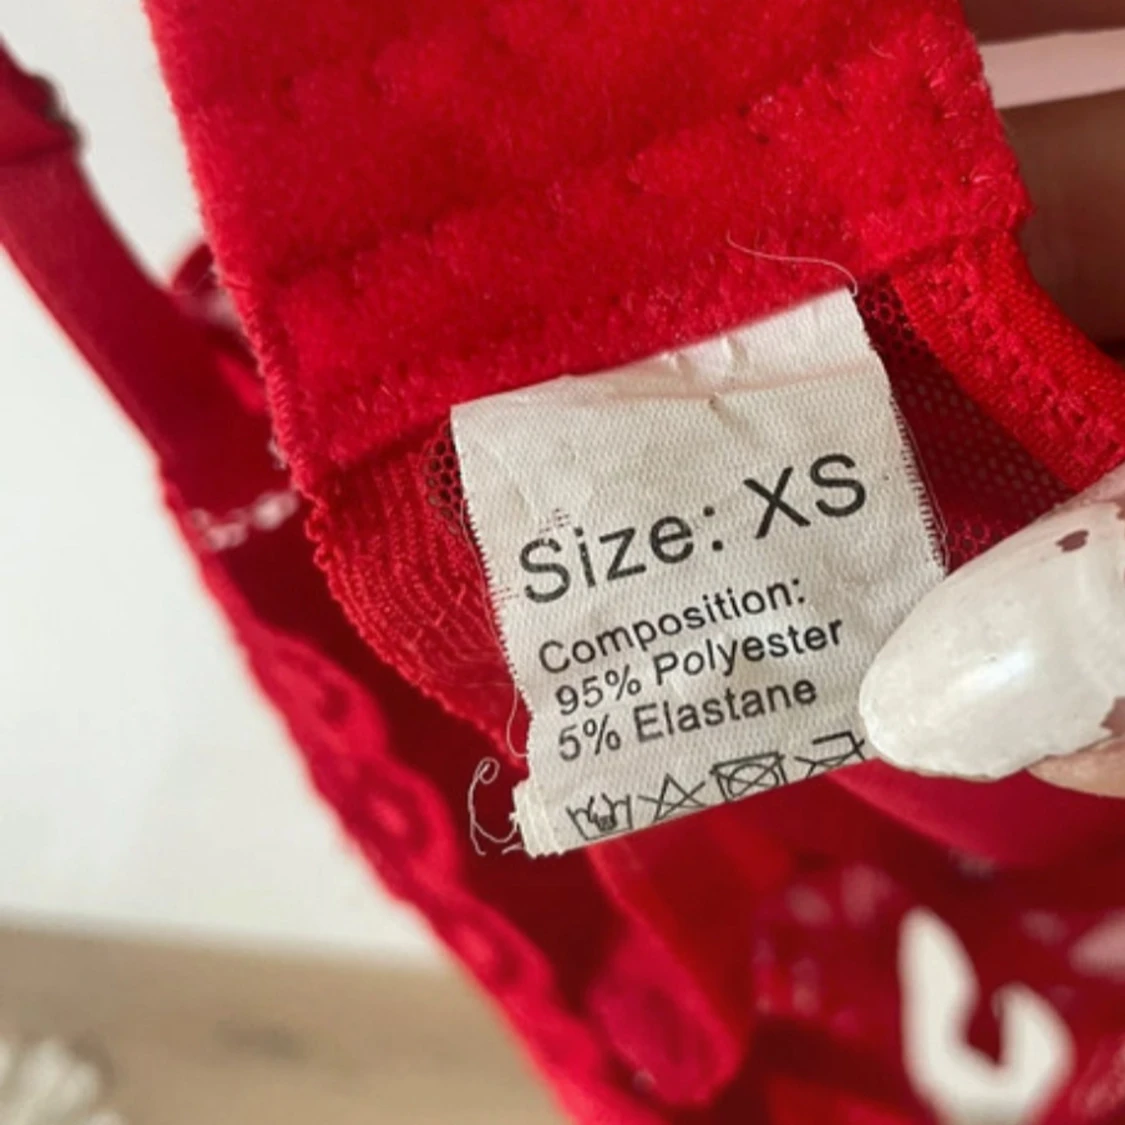 Size: XS
Composition:
95% Polyester
5% Elastane